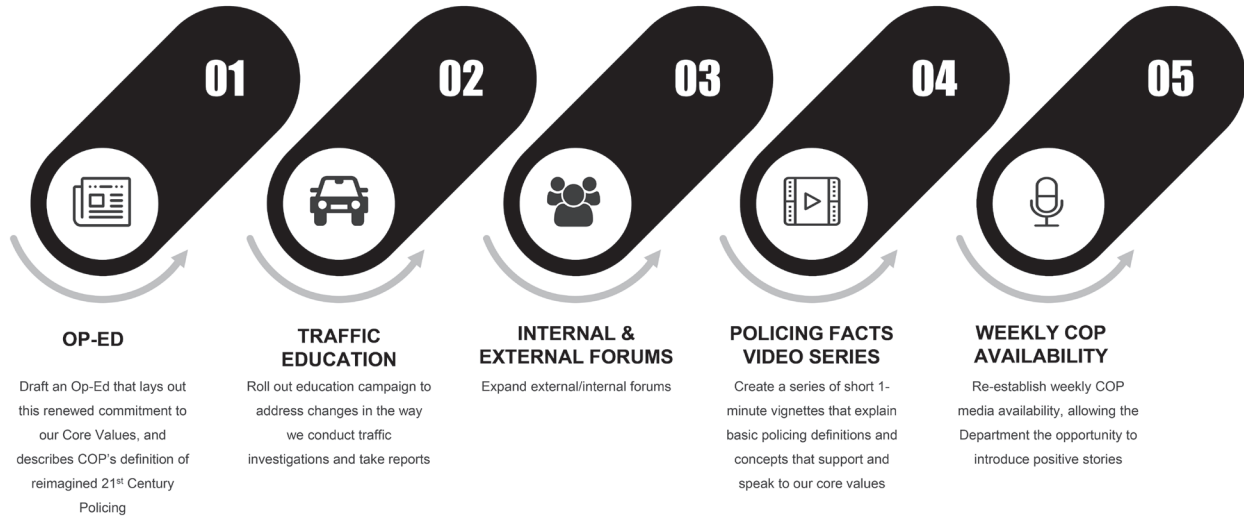 01
OP-ED
Draft an Op-Ed that lays out
this renewed commitment to
our Core Values, and
describes COP's definition of
reimagined 21st Century
Policing
02
TRAFFIC
EDUCATION
Roll out education campaign to
address changes in the way
we conduct traffic
investigations and take reports
03
INTERNAL &
EXTERNAL FORUMS
Expand external/internal forums
04
POLICING FACTS
VIDEO SERIES
Create a series of short 1-
minute vignettes that explain
basic policing definitions and
concepts that support and
speak to our core values
05
WEEKLY COP
AVAILABILITY
Re-establish weekly COP
media availability, allowing the
Department the opportunity to
introduce positive stories